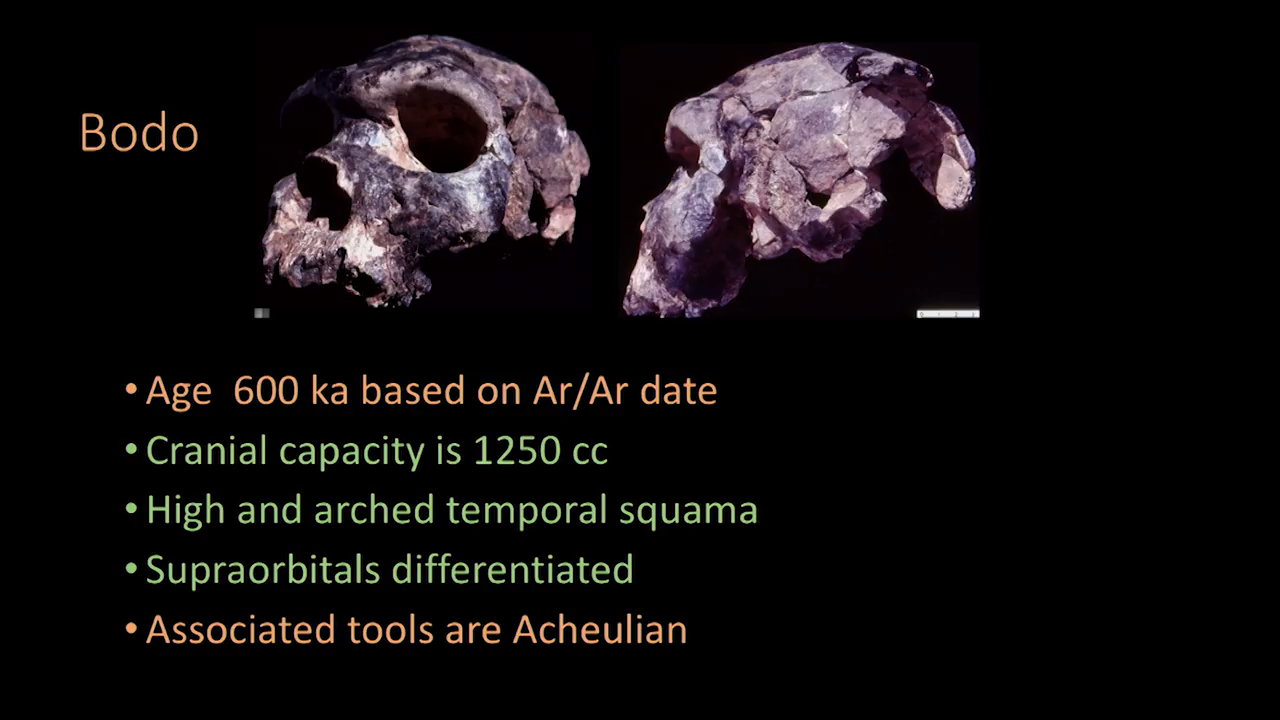 Bodo
• Age  600 ka based on Ar/Ar date
• Cranial capacity is 1250 cc
• High and arched temporal squama
• Supraorbitals differentiated
• Associated tools are Acheulian